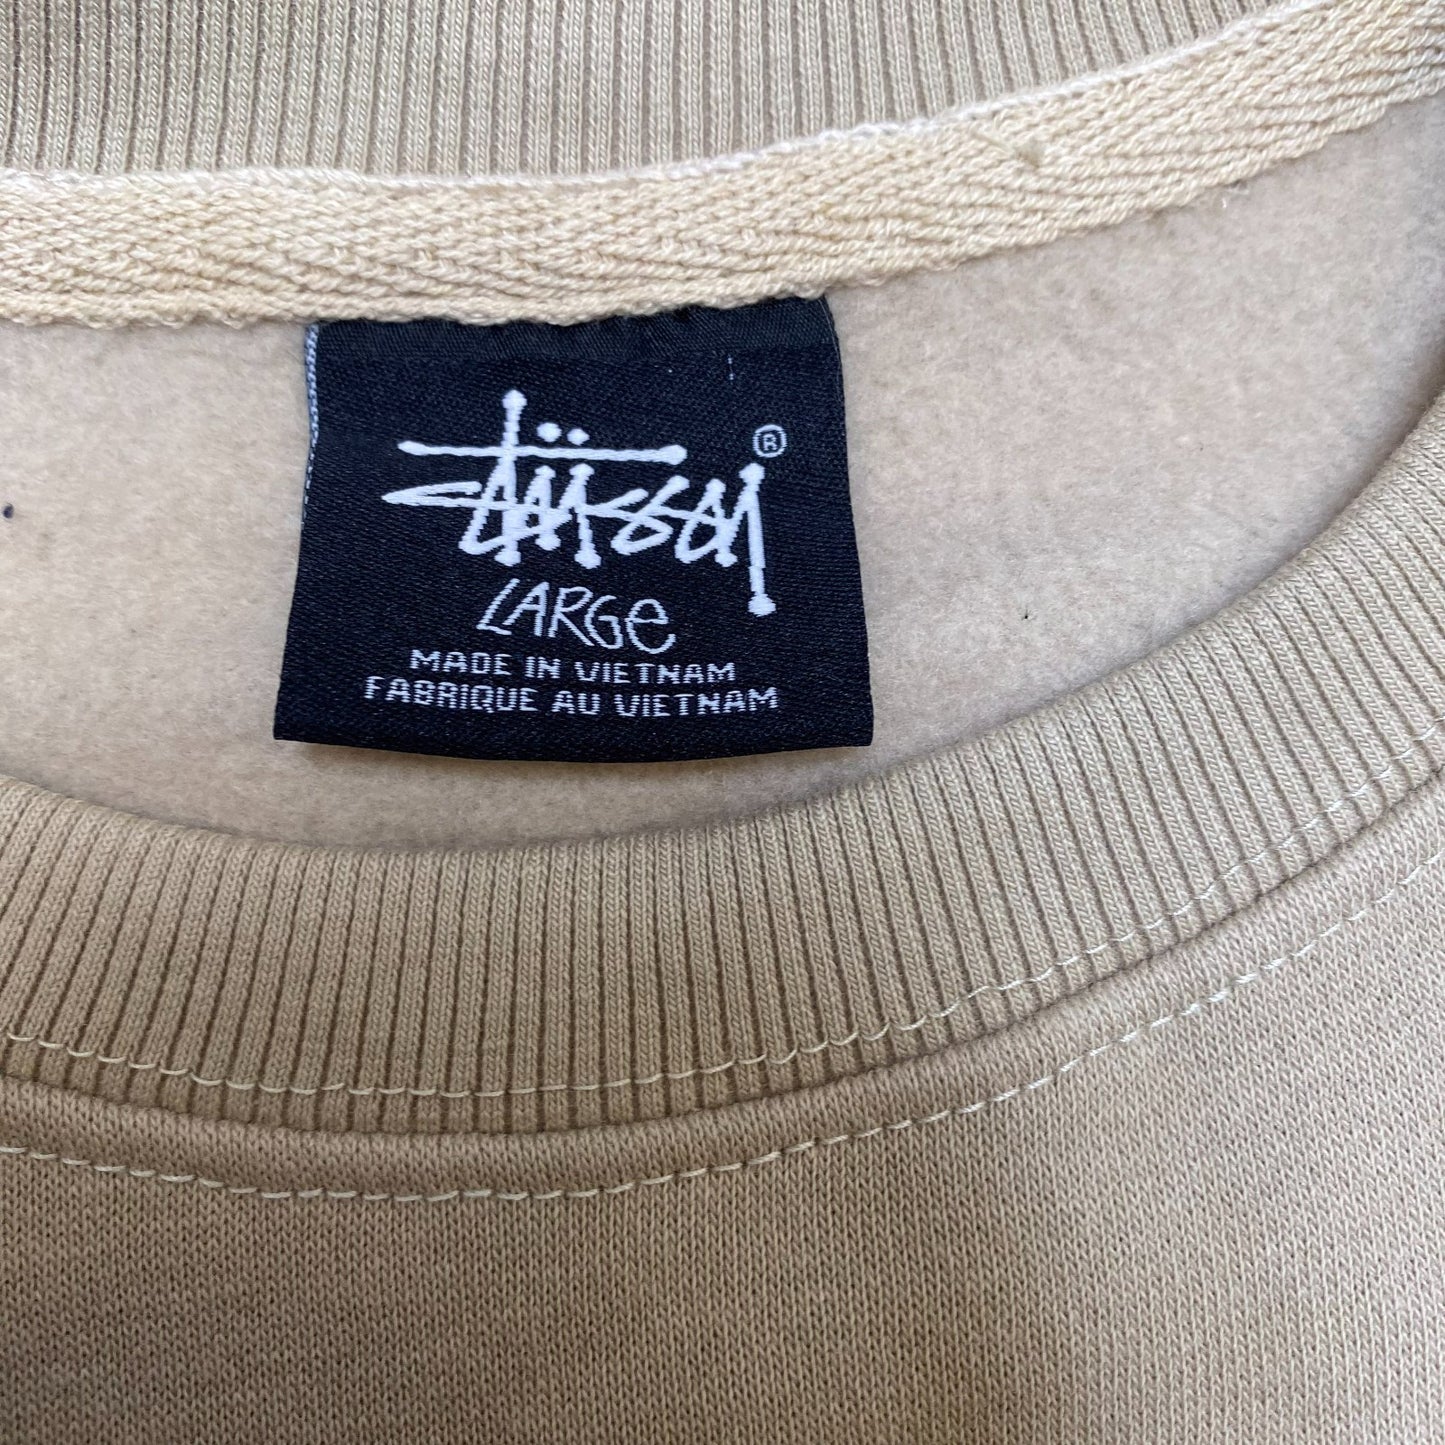 Stüssy ®
LARGe
MADE IN VIETNAM
FABRIQUE AU VIETNAM